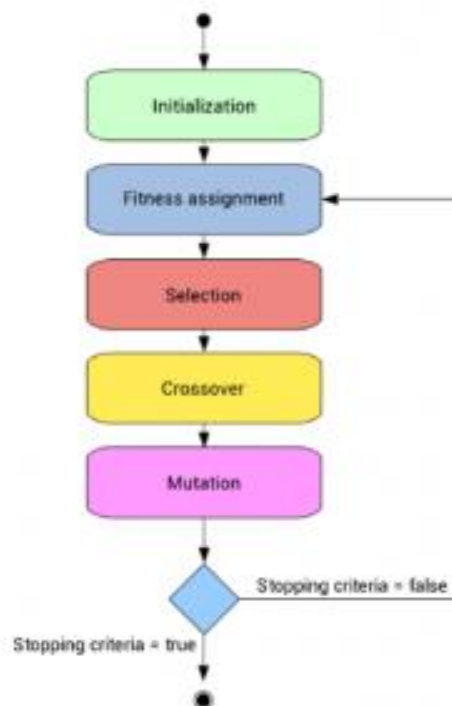 Initialization
Fitness assignment
Selection
Crossover
Mutation
Stopping criteria = false
Stopping criteria = true